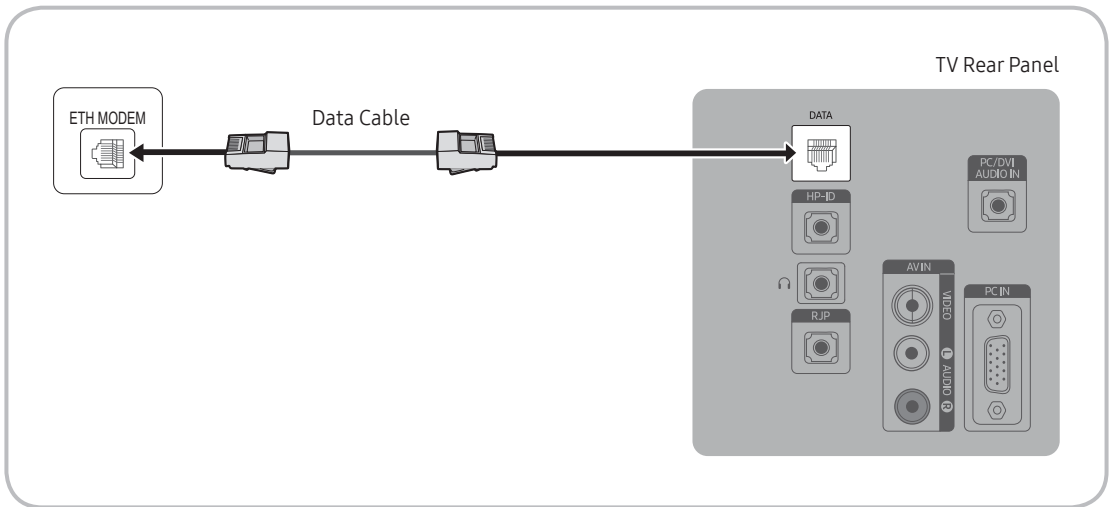 TV Rear Panel
ETH MODEM
Data Cable
DATA
PC/DVI
AUDIO IN
HP-ID
AV IN
VIDEO
L AUDIO R
PC IN
RJP